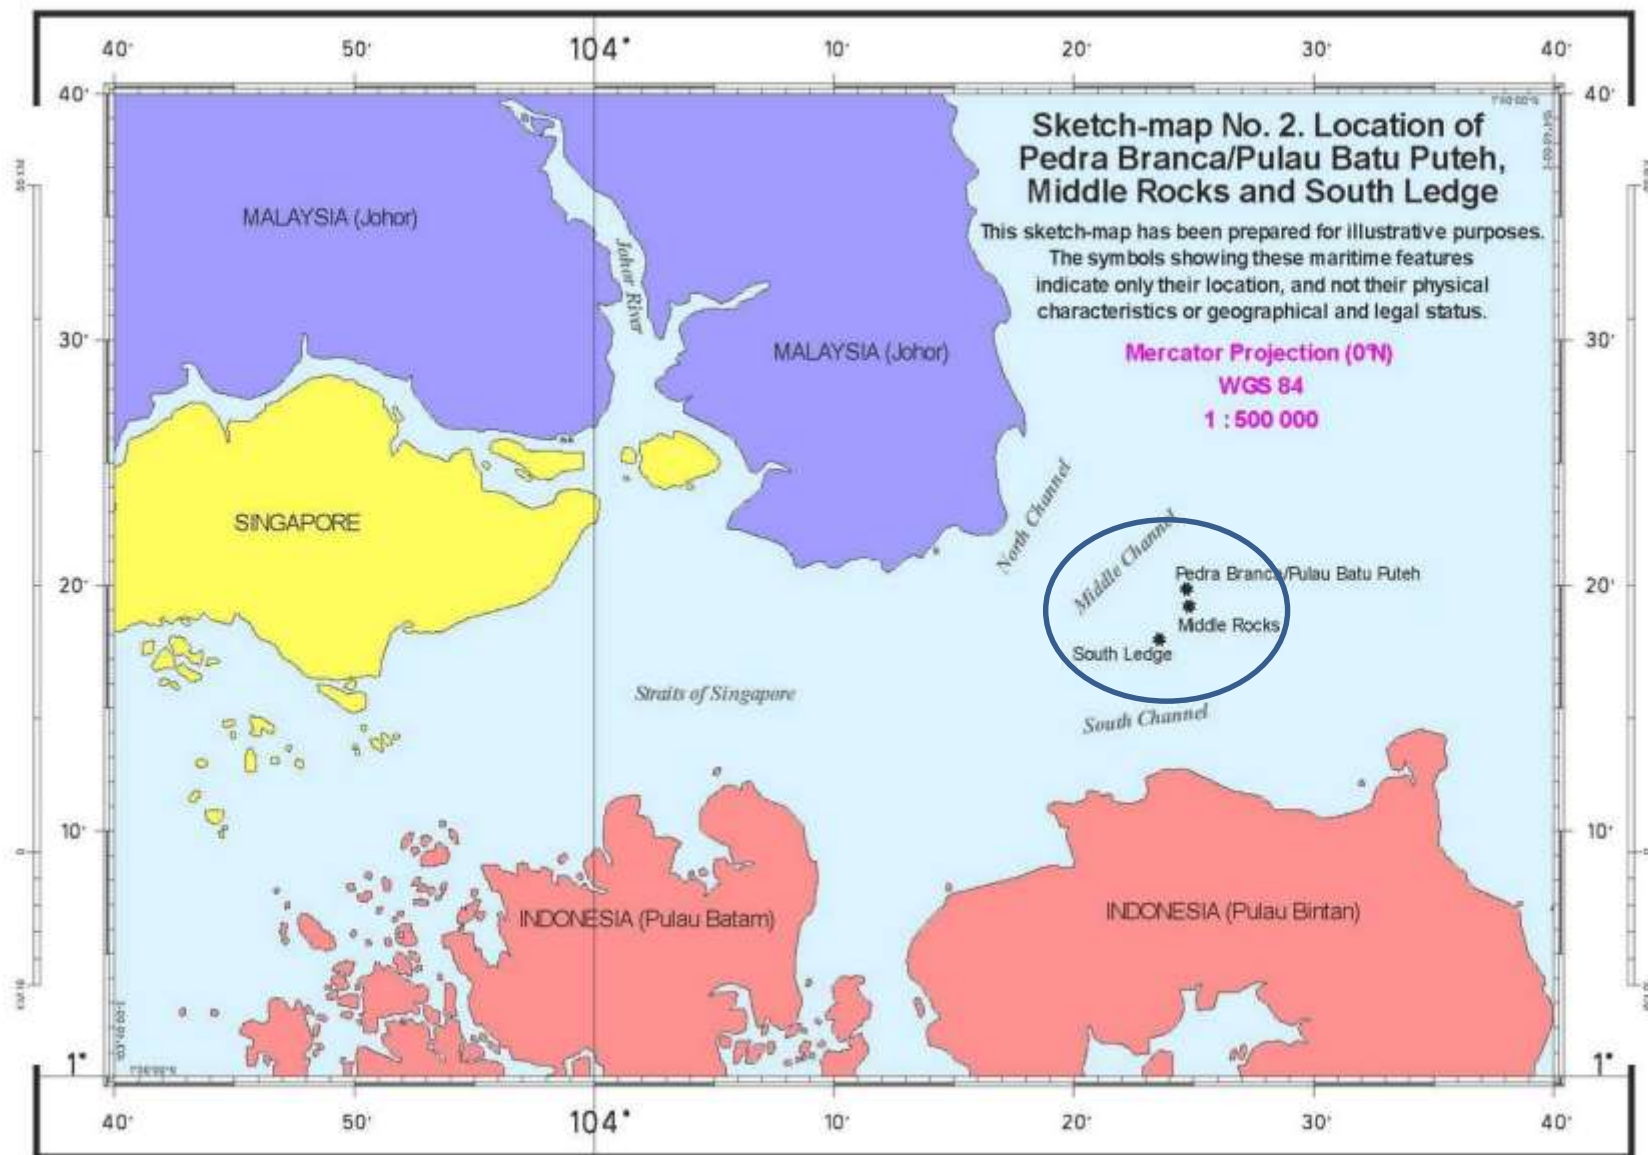 40' 50' 104° 10' 20' 30' 40'
40' 40'
Sketch-map No. 2. Location of
Pedra Branca/Pulau Batu Puteh,
Middle Rocks and South Ledge
This sketch-map has been prepared for illustrative purposes.
The symbols showing these maritime features
indicate only their location, and not their physical
characteristics or geographical and legal status.
Mercator Projection (0°N)
WGS 84
1 : 500 000
MALAYSIA (Johor)
Johor River
30' 30'
MALAYSIA (Johor)
SINGAPORE
North Channel
Middle Channel
Pedra Branca/Pulau Batu Puteh
20' 20'
Middle Rocks
South Ledge
Straits of Singapore
South Channel
10' 10'
INDONESIA (Pulau Batam)
INDONESIA (Pulau Bintan)
1° 1°
40' 50' 104° 10' 20' 30' 40'